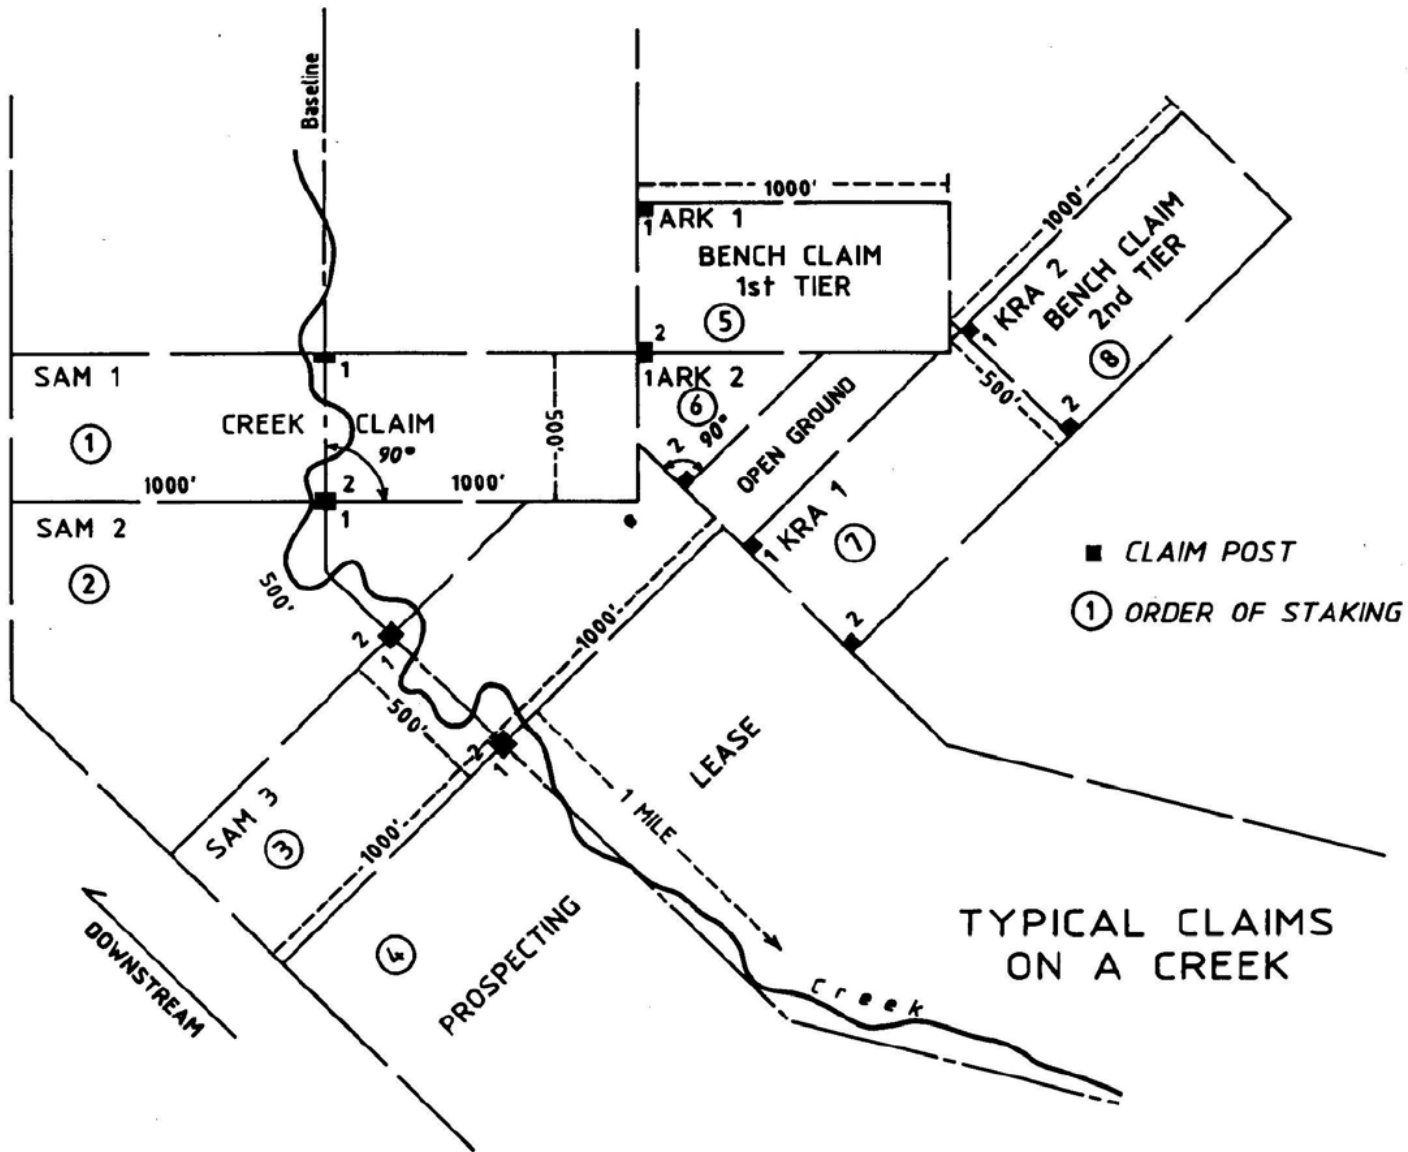 Baseline
1000'
1 ARK 1
BENCH CLAIM
1st TIER
5
1000'
KRA 2
BENCH CLAIM
2nd TIER
8
1
2
500'
SAM 1
1
1
2
1 ARK 2
6
CREEK CLAIM
90°
500'
2
90°
OPEN GROUND
1000'
2
1000'
1
SAM 2
2
500'
1 KRA 1
7
2
■ CLAIM POST
1 ORDER OF STAKING
2
1
1000'
500'
2
1
LEASE
1 MILE
SAM 3
3
1000'
4
PROSPECTING
DOWNSTREAM
Creek
TYPICAL CLAIMS
ON A CREEK